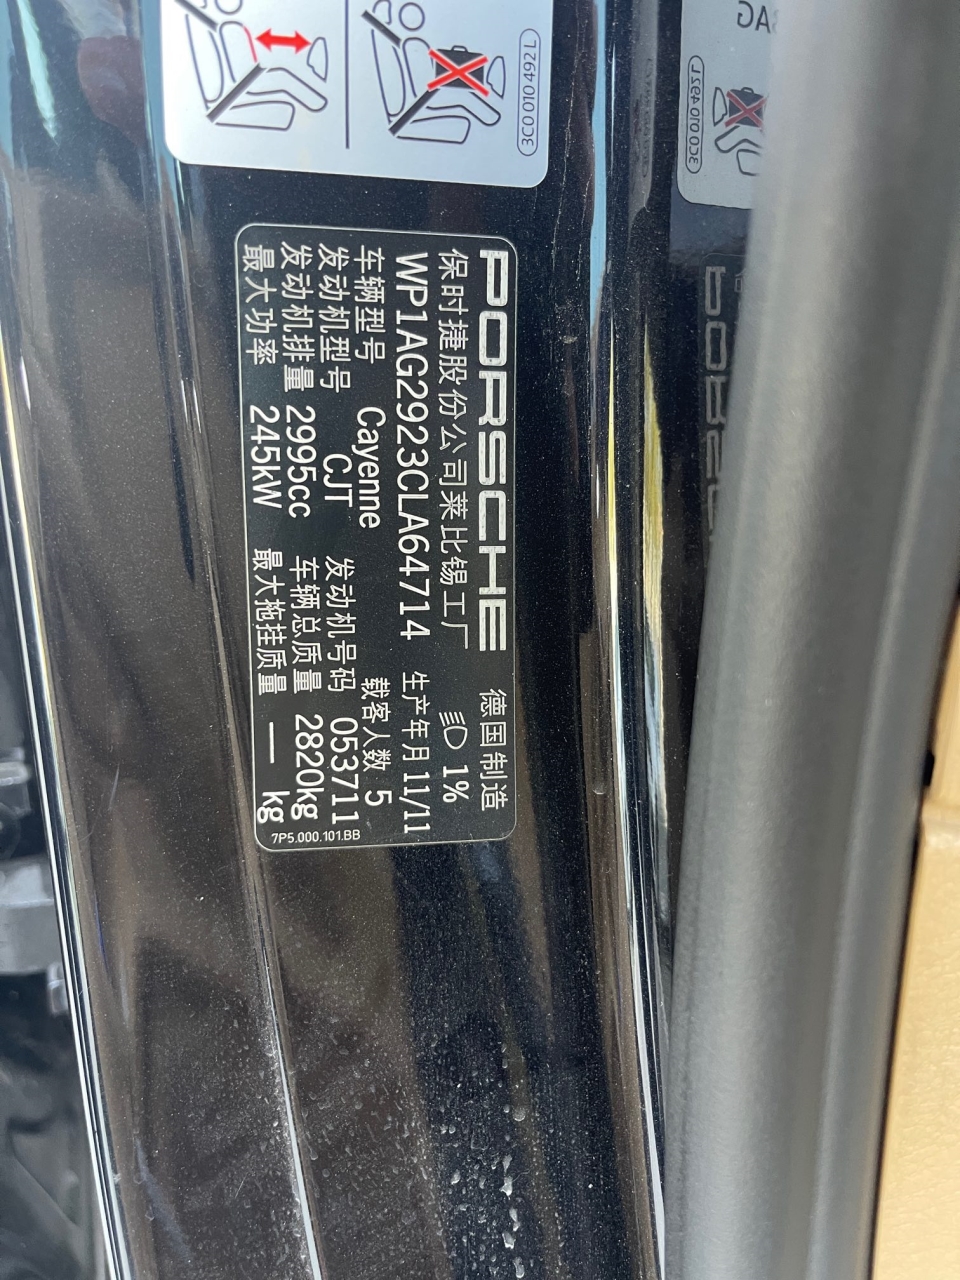 3C0010492L
PORSCHE 德国制造
保时捷股份公司莱比锡工厂 1%
WP1AG2923CLA64714 生产年月 11/11
车辆型号 Cayenne 载客人数 5
发动机型号 CJT 发动机号码 053711
发动机排量 2995cc 车辆总质量 2820kg
最大功率 245kW 最大拖挂质量 — kg
7P5.000.101.BB